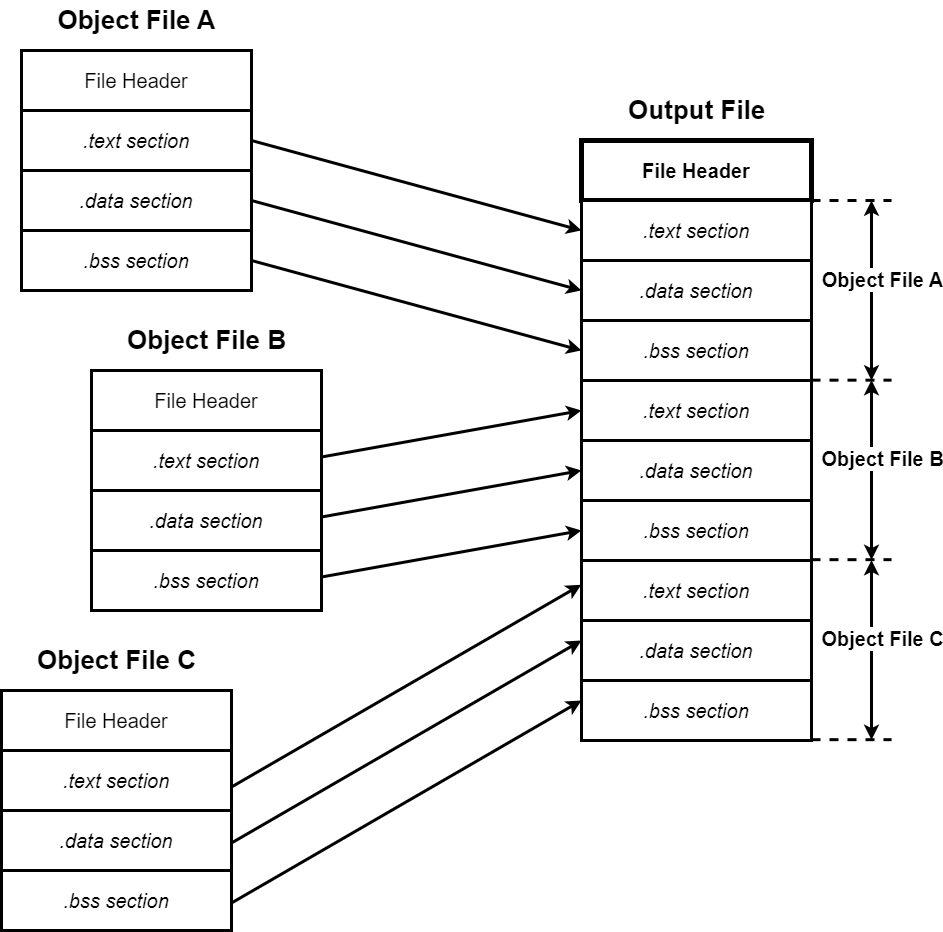 Object File A
File Header
.text section
.data section
.bss section
Object File B
File Header
.text section
.data section
.bss section
Object File C
File Header
.text section
.data section
.bss section
Output File
File Header
.text section
.data section
.bss section
.text section
.data section
.bss section
.text section
.data section
.bss section
Object File A
Object File B
Object File C